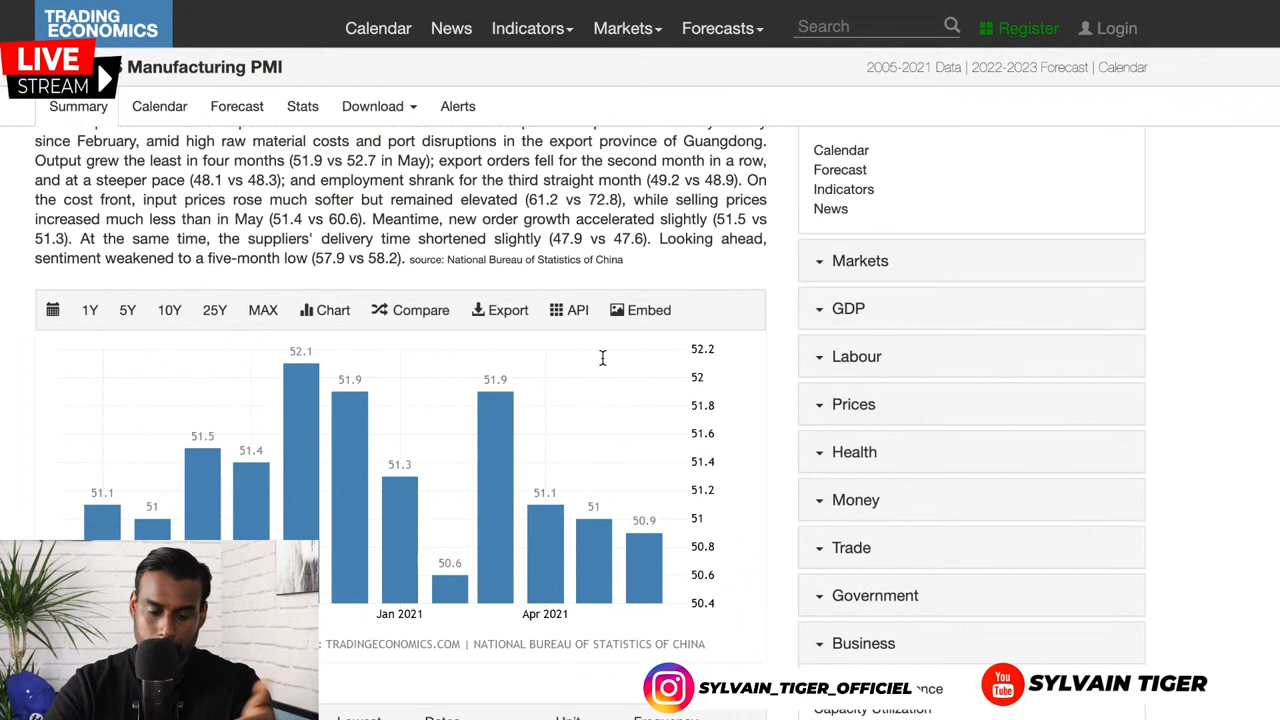 TRADING
ECONOMICS
Calendar
News
Indicators
Markets
Forecasts
Search
Register
Login
LIVE
STREAM
Manufacturing PMI
2005-2021 Data | 2022-2023 Forecast | Calendar
Summary
Calendar
Forecast
Stats
Download
Alerts
since February, amid high raw material costs and port disruptions in the export province of Guangdong.
Output grew the least in four months (51.9 vs 52.7 in May); export orders fell for the second month in a row,
and at a steeper pace (48.1 vs 48.3); and employment shrank for the third straight month (49.2 vs 48.9). On
the cost front, input prices rose much softer but remained elevated (61.2 vs 72.8), while selling prices
increased much less than in May (51.4 vs 60.6). Meantime, new order growth accelerated slightly (51.5 vs
51.3). At the same time, the suppliers' delivery time shortened slightly (47.9 vs 47.6). Looking ahead,
sentiment weakened to a five-month low (57.9 vs 58.2). source: National Bureau of Statistics of China
Calendar
Forecast
Indicators
News
Markets
GDP
Labour
Prices
Health
Money
Trade
Government
Business
1Y
5Y
10Y
25Y
MAX
Chart
Compare
Export
API
Embed
51.1
51
51.5
51.4
52.1
51.9
51.3
50.6
51.9
51.1
51
50.9
52.2
52
51.8
51.6
51.4
51.2
51
50.8
50.6
50.4
Jan 2021
Apr 2021
: TRADINGECONOMICS.COM | NATIONAL BUREAU OF STATISTICS OF CHINA
SYLVAIN_TIGER_OFFICIEL
You
Tube
SYLVAIN TIGER
Capacity Utilization
Lowest
Dates
Unit
Frequency